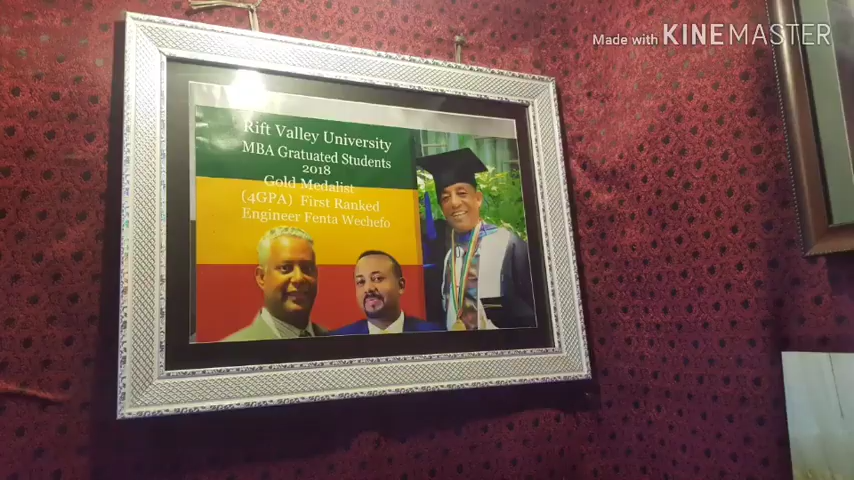 Made with KINEMASTER
Rift Valley University
MBA Gratuated Students
2018
Gold Medalist
(4GPA) First Ranked
Engineer Fenta Wechefo